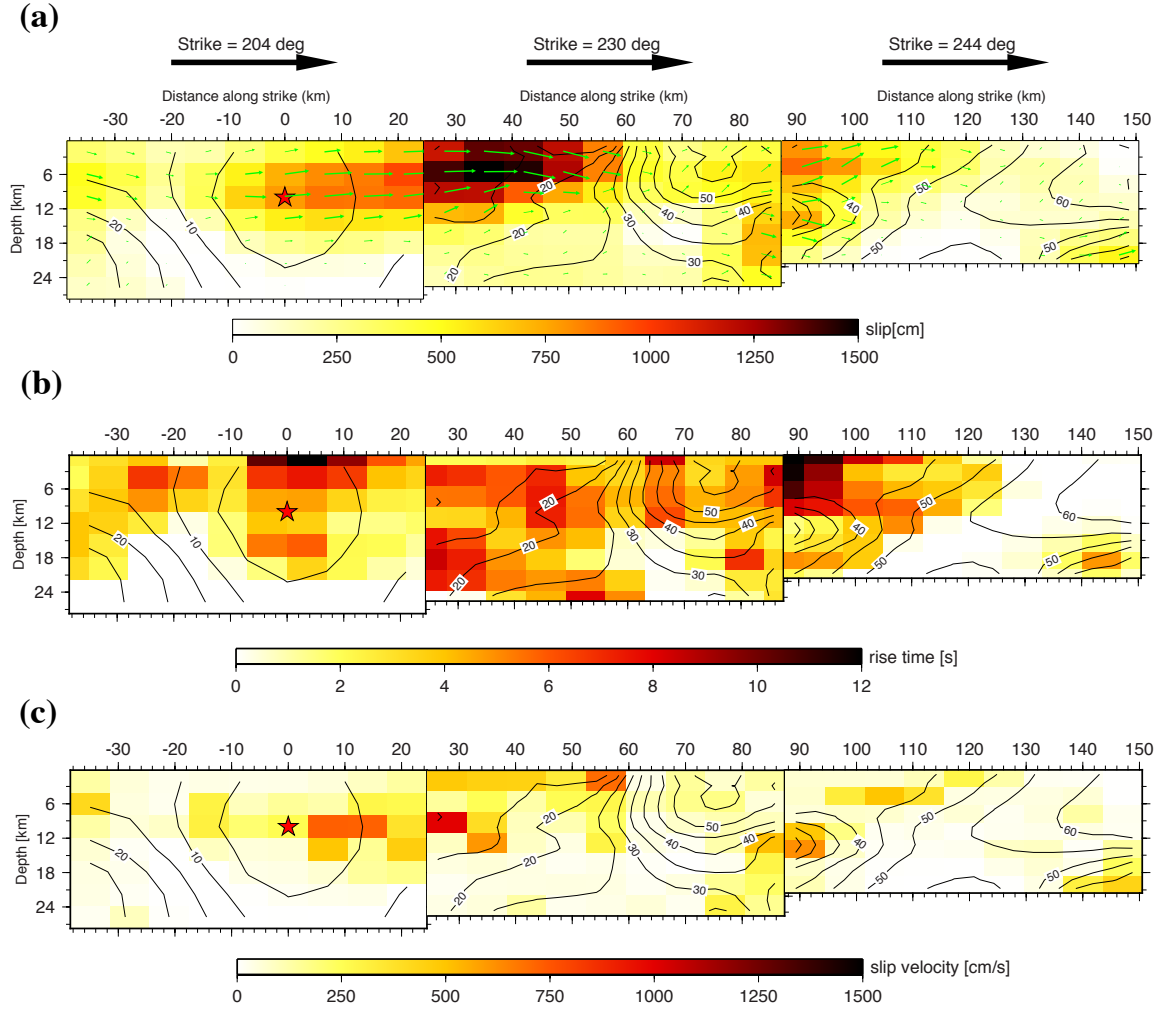 (a)
Strike = 204 deg Strike = 230 deg Strike = 244 deg
Distance along strike (km) Distance along strike (km) Distance along strike (km)
-30 -20 -10 0 10 20 30 40 50 60 70 80 90 100 110 120 130 140 150
Depth [km]
6
12
18
24
20 10 20 20 20 30 50 40 40 30 40 50 50 60 50
slip[cm]
0 250 500 750 1000 1250 1500
(b)
-30 -20 -10 0 10 20 30 40 50 60 70 80 90 100 110 120 130 140 150
Depth [km]
6
12
18
24
20 10 20 20 20 30 50 40 40 30 40 50 50 60 50
rise time [s]
0 2 4 6 8 10 12
(c)
-30 -20 -10 0 10 20 30 40 50 60 70 80 90 100 110 120 130 140 150
Depth [km]
6
12
18
24
20 10 20 20 20 30 50 40 40 30 40 50 50 60 50
slip velocity [cm/s]
0 250 500 750 1000 1250 1500